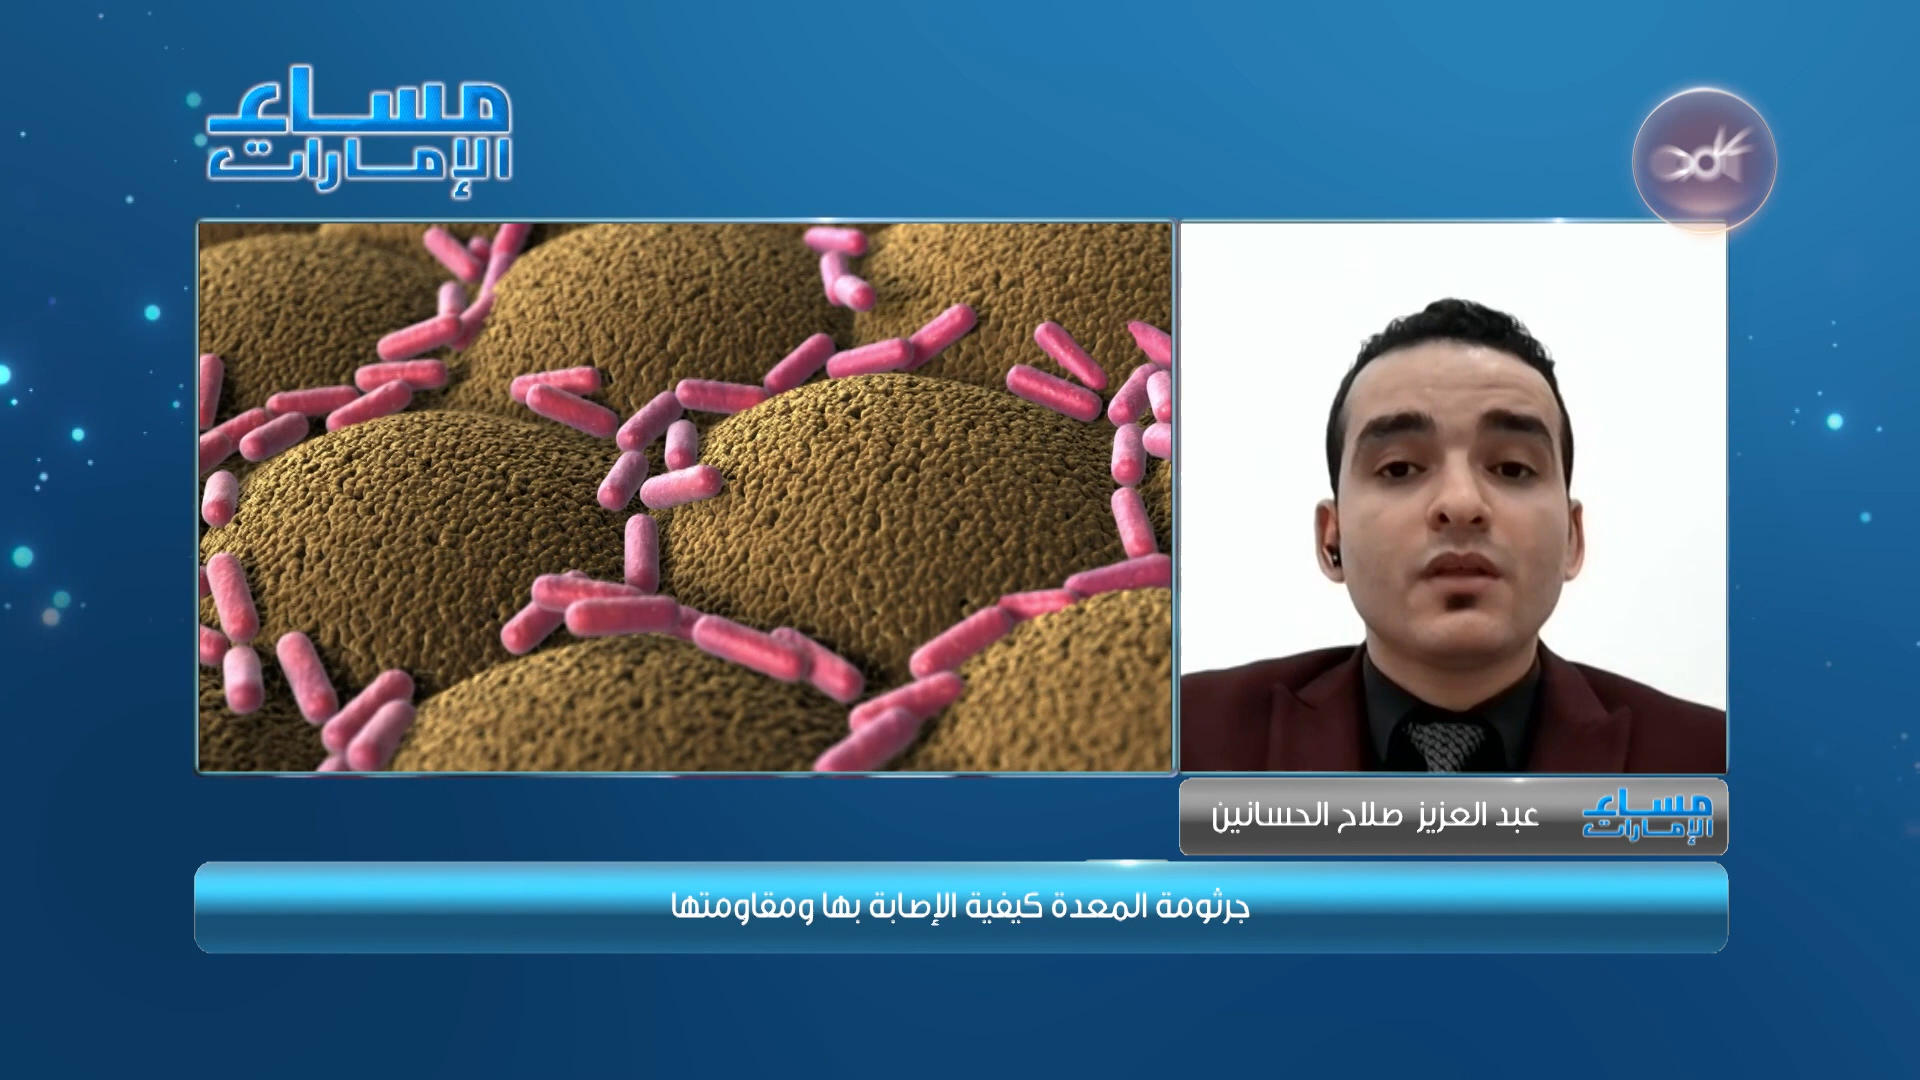 مساء
الإمارات
عبد العزيز صلاح الحسانين
مساء
الإمارات
جرثومة المعدة كيفية الإصابة بها ومقاومتها